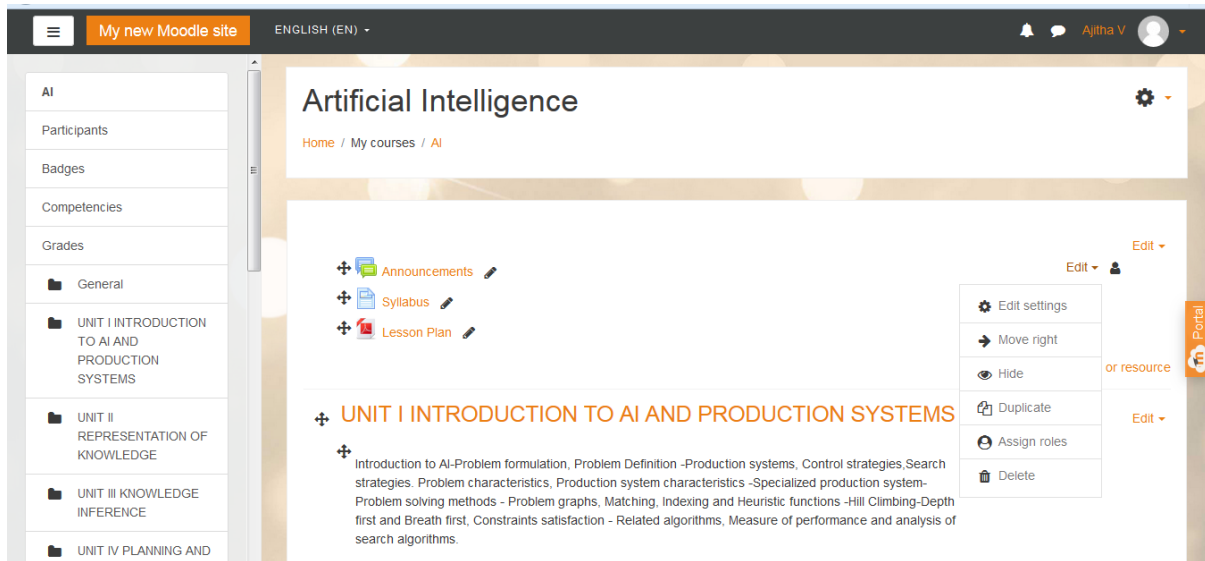 My new Moodle site
ENGLISH (EN)
Ajitha V
AI
Participants
Badges
Competencies
Grades
General
UNIT I INTRODUCTION
TO AI AND
PRODUCTION
SYSTEMS
UNIT II
REPRESENTATION OF
KNOWLEDGE
UNIT III KNOWLEDGE
INFERENCE
UNIT IV PLANNING AND
Artificial Intelligence
Home / My courses / AI
Edit
Announcements
Edit
Syllabus
Lesson Plan
Edit settings
Move right
Hide
Duplicate
Assign roles
Delete
or resource
UNIT I INTRODUCTION TO AI AND PRODUCTION SYSTEMS
Edit
Introduction to AI-Problem formulation, Problem Definition -Production systems, Control strategies,Search
strategies. Problem characteristics, Production system characteristics -Specialized production system-
Problem solving methods - Problem graphs, Matching, Indexing and Heuristic functions -Hill Climbing-Depth
first and Breath first, Constraints satisfaction - Related algorithms, Measure of performance and analysis of
search algorithms.
Portal
m